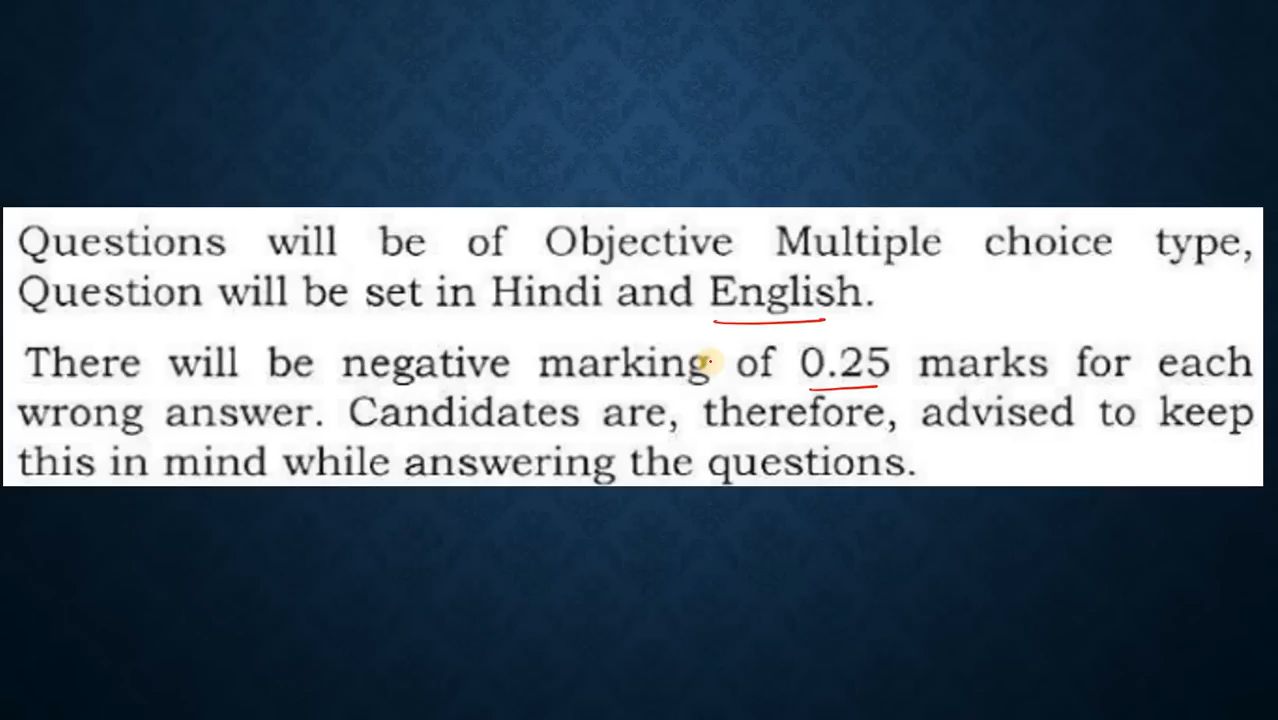 Questions will be of Objective Multiple choice type,
Question will be set in Hindi and English.
There will be negative marking of 0.25 marks for each
wrong answer. Candidates are, therefore, advised to keep
this in mind while answering the questions.